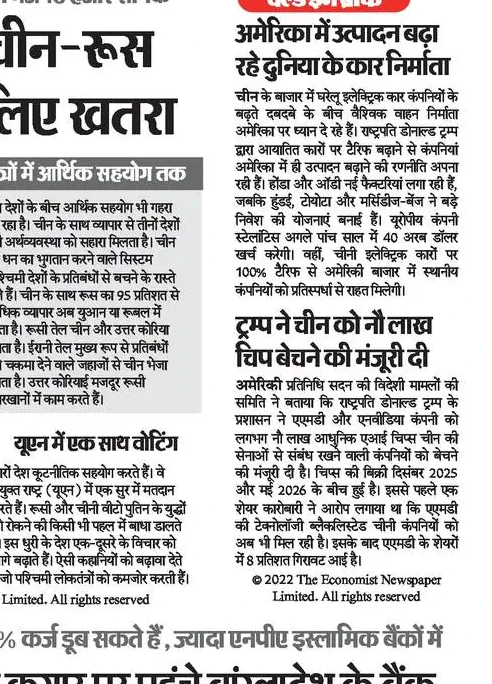 चीन-रूस
लिए खतरा
में आर्थिक सहयोग तक
देशों के बीच आर्थिक सहयोग भी गहरा
रहा है। चीन के साथ व्यापार से तीनों देशों
अर्थव्यवस्था को सहारा मिलता है। चीन
धन का भुगतान करने वाले सिस्टम
श्चिमी देशों के प्रतिबंधों से बचने के रास्ते
हैं। चीन के साथ रूस का 95 प्रतिशत से
धिक व्यापार अब युआन या रूबल में
ता है। रूसी तेल चीन और उत्तर कोरिया
ता है। ईरानी तेल मुख्य रूप से प्रतिबंधों
चकमा देने वाले जहाजों से चीन भेजा
ता है। उत्तर कोरियाई मजदूर रूसी
रखानों में काम करते हैं।
यूएन में एक साथ वोटिंग
रों देश कूटनीतिक सहयोग करते हैं। वे
युक्त राष्ट्र (यूएन) में एक सुर में मतदान
रते हैं। रूसी और चीनी वीटो पुतिन के युद्धों
रोकने की किसी भी पहल में बाधा डालते
इस धुरी के देश एक-दूसरे के विचार को
गे बढ़ाते हैं। ऐसी कहानियों को बढ़ावा देते
जो पश्चिमी लोकतंत्रों को कमजोर करती हैं।
Limited. All rights reserved
अमेरिका में उत्पादन बढ़ा
रहे दुनिया के कार निर्माता
चीन के बाजार में घरेलू इलेक्ट्रिक कार कंपनियों के
बढ़ते दबदबे के बीच वैश्विक वाहन निर्माता
अमेरिका पर ध्यान दे रहे हैं। राष्ट्रपति डोनाल्ड ट्रम्प
द्वारा आयातित कारों पर टैरिफ बढ़ाने से कंपनियां
अमेरिका में ही उत्पादन बढ़ाने की रणनीति अपना
रही हैं। होंडा और ऑडी नई फैक्टरियां लगा रही हैं,
जबकि हुंडई, टोयोटा और मर्सिडीज-बेंज ने बड़े
निवेश की योजनाएं बनाई हैं। यूरोपीय कंपनी
स्टेलांटिस अगले पांच साल में 40 अरब डॉलर
खर्च करेगी। वहीं, चीनी इलेक्ट्रिक कारों पर
100% टैरिफ से अमेरिकी बाजार में स्थानीय
कंपनियों को प्रतिस्पर्धा से राहत मिलेगी।
ट्रम्प ने चीन को नौ लाख
चिप बेचने की मंजूरी दी
अमेरिकी प्रतिनिधि सदन की विदेशी मामलों की
समिति ने बताया कि राष्ट्रपति डोनाल्ड ट्रम्प के
प्रशासन ने एएमडी और एनवीडिया कंपनी को
लगभग नौ लाख आधुनिक एआई चिप्स चीन की
सेनाओं से संबंध रखने वाली कंपनियों को बेचने
की मंजूरी दी है। चिप्स की बिक्री दिसंबर 2025
और मई 2026 के बीच हुई है। इससे पहले एक
शेयर कारोबारी ने आरोप लगाया था कि एएमडी
की टेक्नोलॉजी ब्लैकलिस्टेड चीनी कंपनियों को
अब भी मिल रही है। इसके बाद एएमडी के शेयरों
में 8 प्रतिशत गिरावट आई है।
© 2022 The Economist Newspaper
Limited. All rights reserved
% कर्ज डूब सकते हैं, ज्यादा एनपीए इस्लामिक बैंकों में
कगार पर पहुंचे बांग्लादेश के बैंक